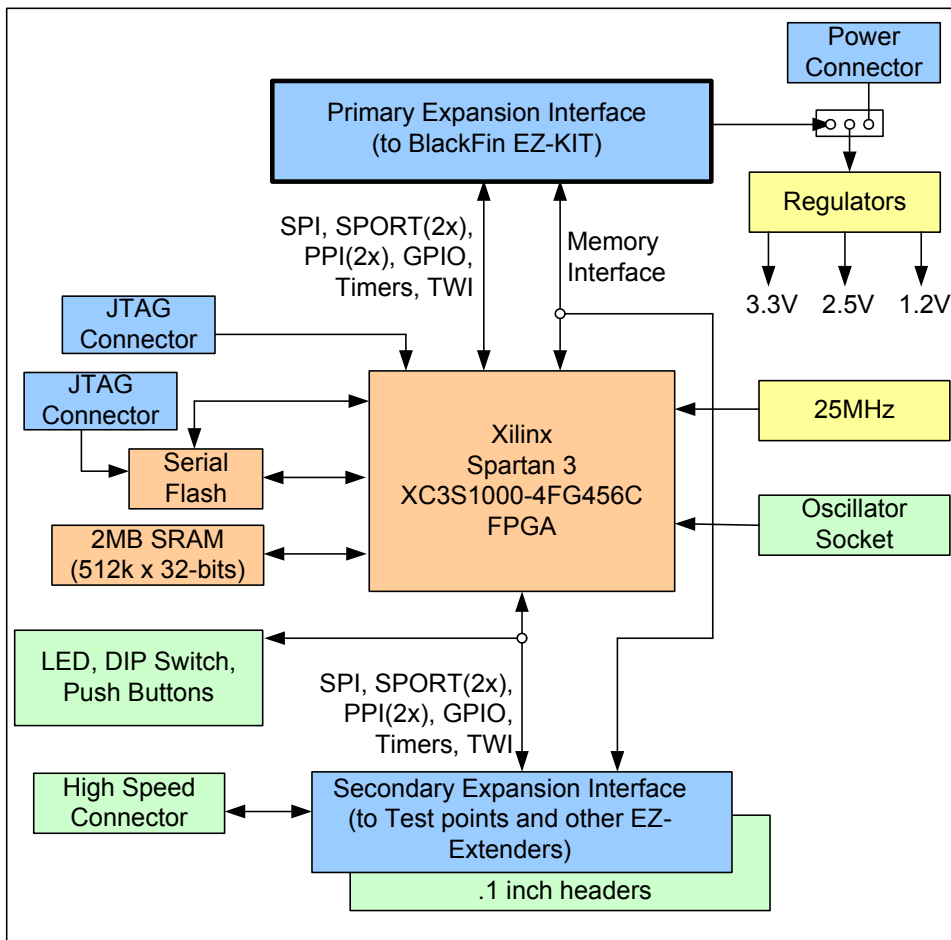 Power
Connector
Primary Expansion Interface
(to BlackFin EZ-KIT)
Regulators
SPI, SPORT(2x),
PPI(2x), GPIO,
Timers, TWI
Memory
Interface
3.3V
2.5V
1.2V
JTAG
Connector
JTAG
Connector
25MHz
Xilinx
Spartan 3
XC3S1000-4FG456C
FPGA
Serial
Flash
Oscillator
Socket
2MB SRAM
(512k x 32-bits)
LED, DIP Switch,
Push Buttons
SPI, SPORT(2x),
PPI(2x), GPIO,
Timers, TWI
High Speed
Connector
Secondary Expansion Interface
(to Test points and other EZ-
Extenders)
.1 inch headers